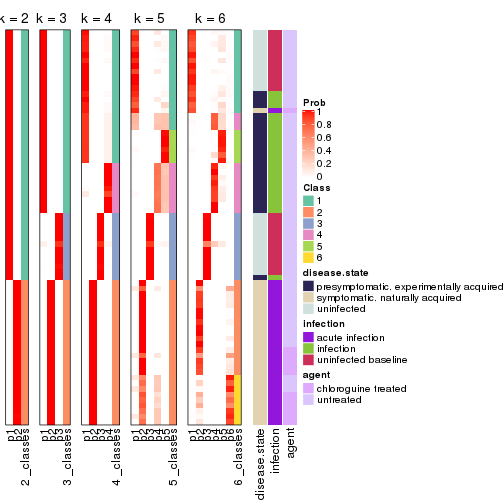 k = 2
k = 3
k = 4
k = 5
k = 6
p1
p2
2_classes
p1
p2
p3
3_classes
p1
p2
p3
p4
4_classes
p1
p2
p3
p4
p5
5_classes
p1
p2
p3
p4
p5
p6
6_classes
disease.state
infection
agent
Prob
1
0.8
0.6
0.4
0.2
0
Class
1
2
3
4
5
6
disease.state
presymptomatic. experimentally acquired
symptomatic. naturally acquired
uninfected
infection
acute infection
infection
uninfected baseline
agent
chloroguine treated
untreated